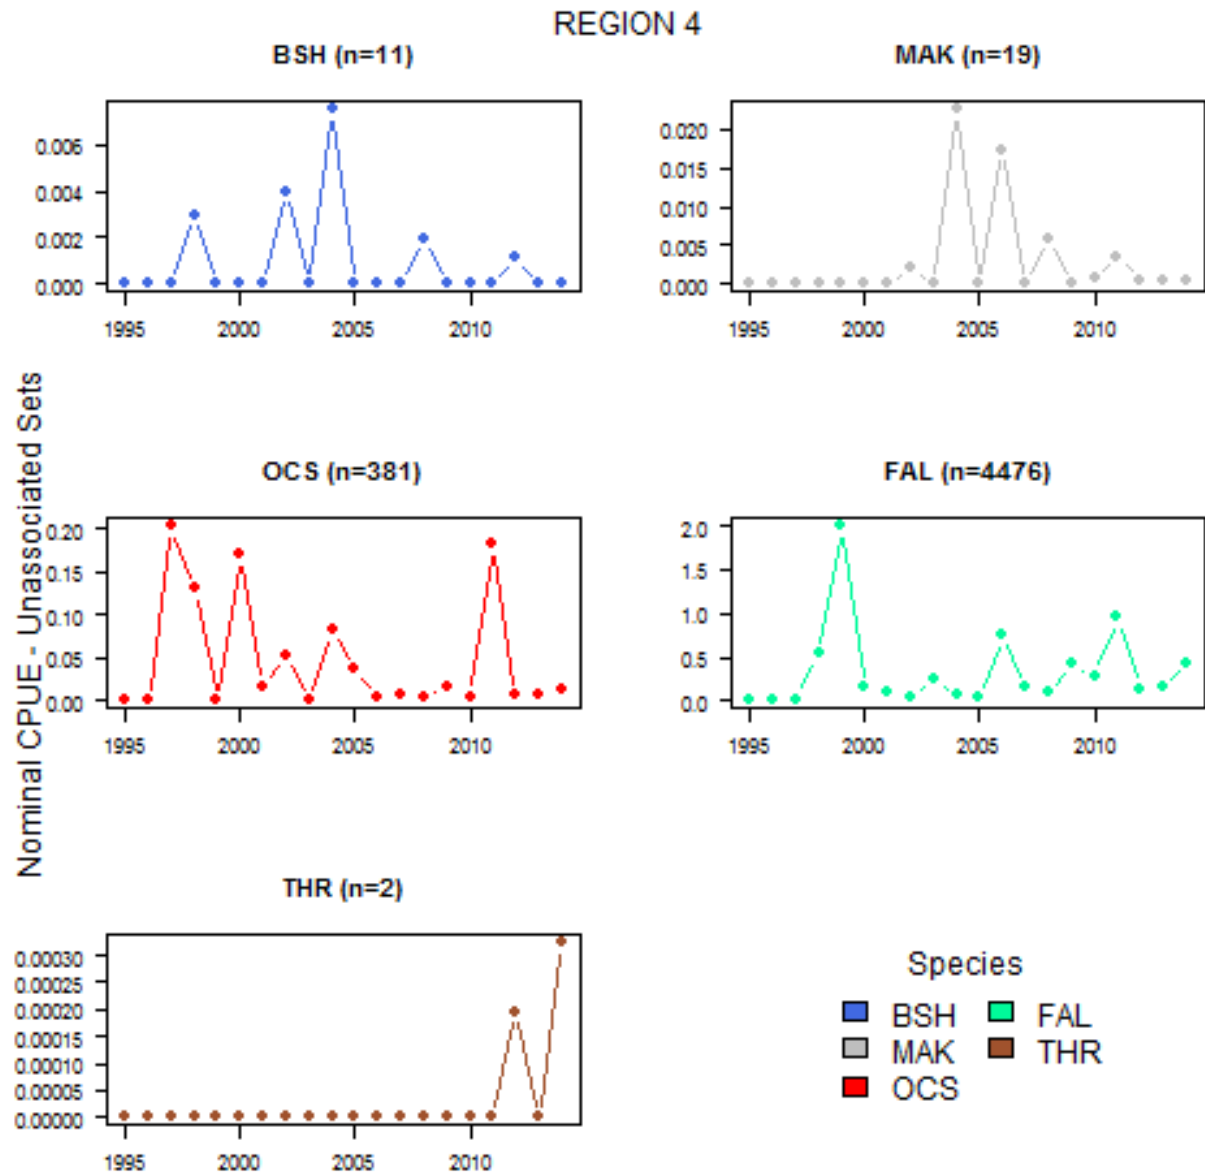 REGION 4
BSH (n=11)
0.006
0.004
0.002
0.000
1995 2000 2005 2010
MAK (n=19)
0.020
0.015
0.010
0.005
0.000
1995 2000 2005 2010
Nominal CPUE - Unassociated Sets
OCS (n=381)
0.20
0.15
0.10
0.05
0.00
1995 2000 2005 2010
FAL (n=4476)
2.0
1.5
1.0
0.5
0.0
1995 2000 2005 2010
THR (n=2)
0.00030
0.00025
0.00020
0.00015
0.00010
0.00005
0.00000
1995 2000 2005 2010
Species
BSH FAL
MAK THR
OCS